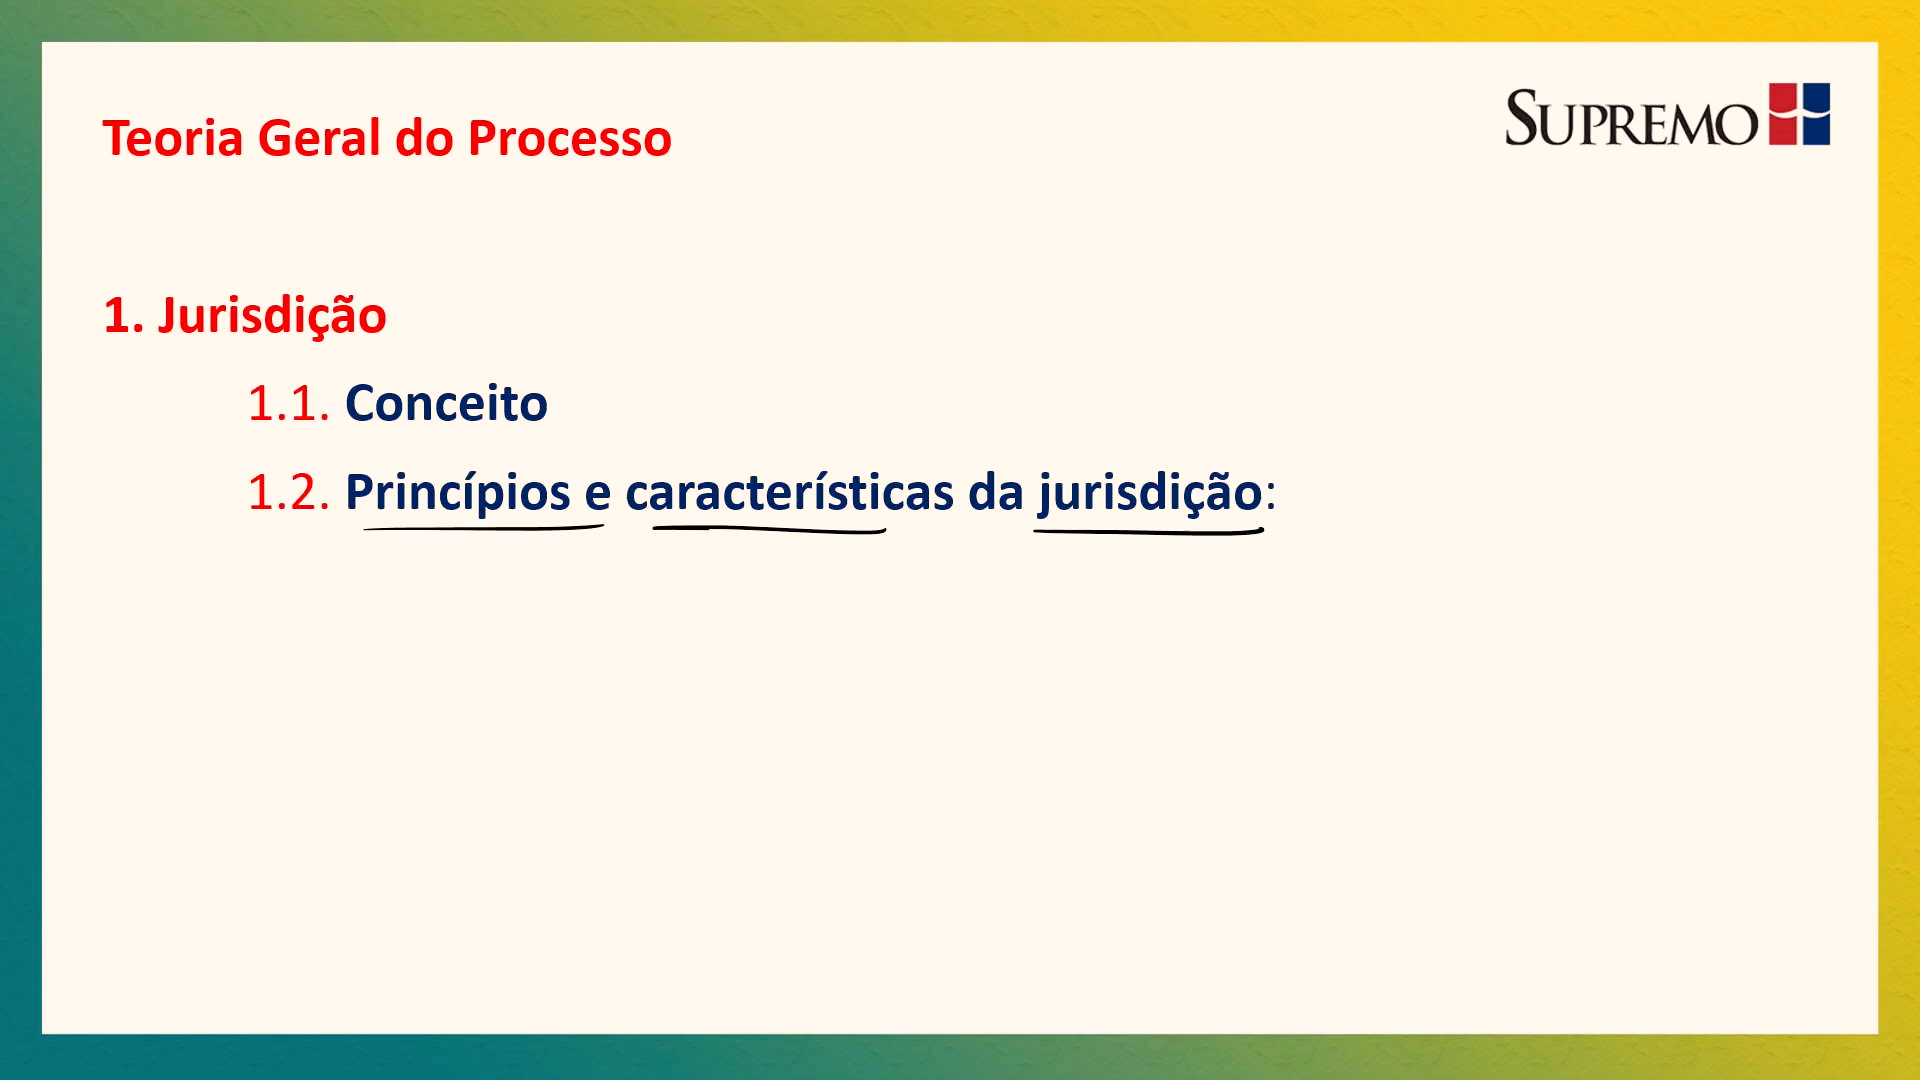 SUPREMO
Teoria Geral do Processo
1. Jurisdição
1.1. Conceito
1.2. Princípios e características da jurisdição: